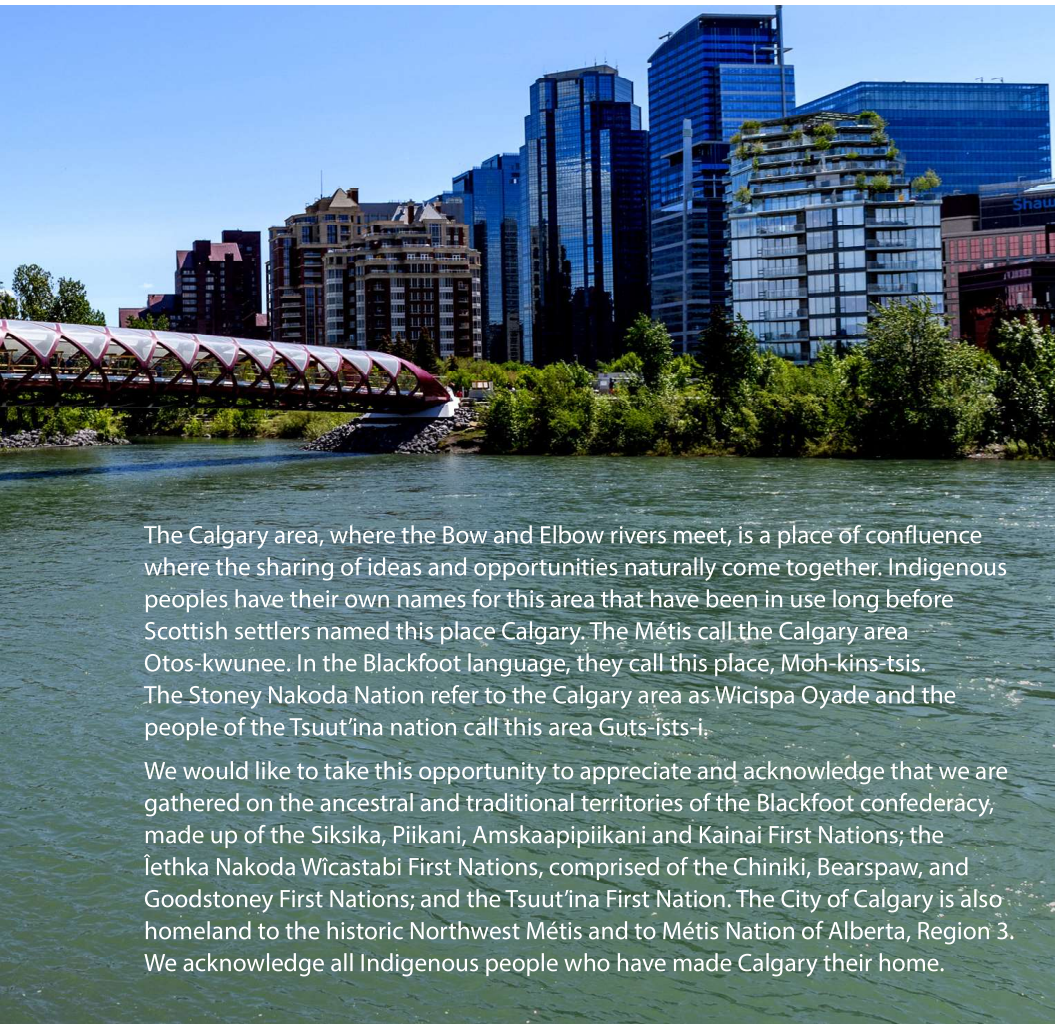 Shaw
The Calgary area, where the Bow and Elbow rivers meet, is a place of confluence
where the sharing of ideas and opportunities naturally come together. Indigenous
peoples have their own names for this area that have been in use long before
Scottish settlers named this place Calgary. The Métis call the Calgary area
Otos-kwunee. In the Blackfoot language, they call this place, Moh-kins-tsis.
The Stoney Nakoda Nation refer to the Calgary area as Wicispa Oyade and the
people of the Tsuut’ina nation call this area Guts-ists-i.
We would like to take this opportunity to appreciate and acknowledge that we are
gathered on the ancestral and traditional territories of the Blackfoot confederacy,
made up of the Siksika, Piikani, Amskaapipiikani and Kainai First Nations; the
Îethka Nakoda Wîcastabi First Nations, comprised of the Chiniki, Bearspaw, and
Goodstoney First Nations; and the Tsuut’ina First Nation. The City of Calgary is also
homeland to the historic Northwest Métis and to Métis Nation of Alberta, Region 3.
We acknowledge all Indigenous people who have made Calgary their home.